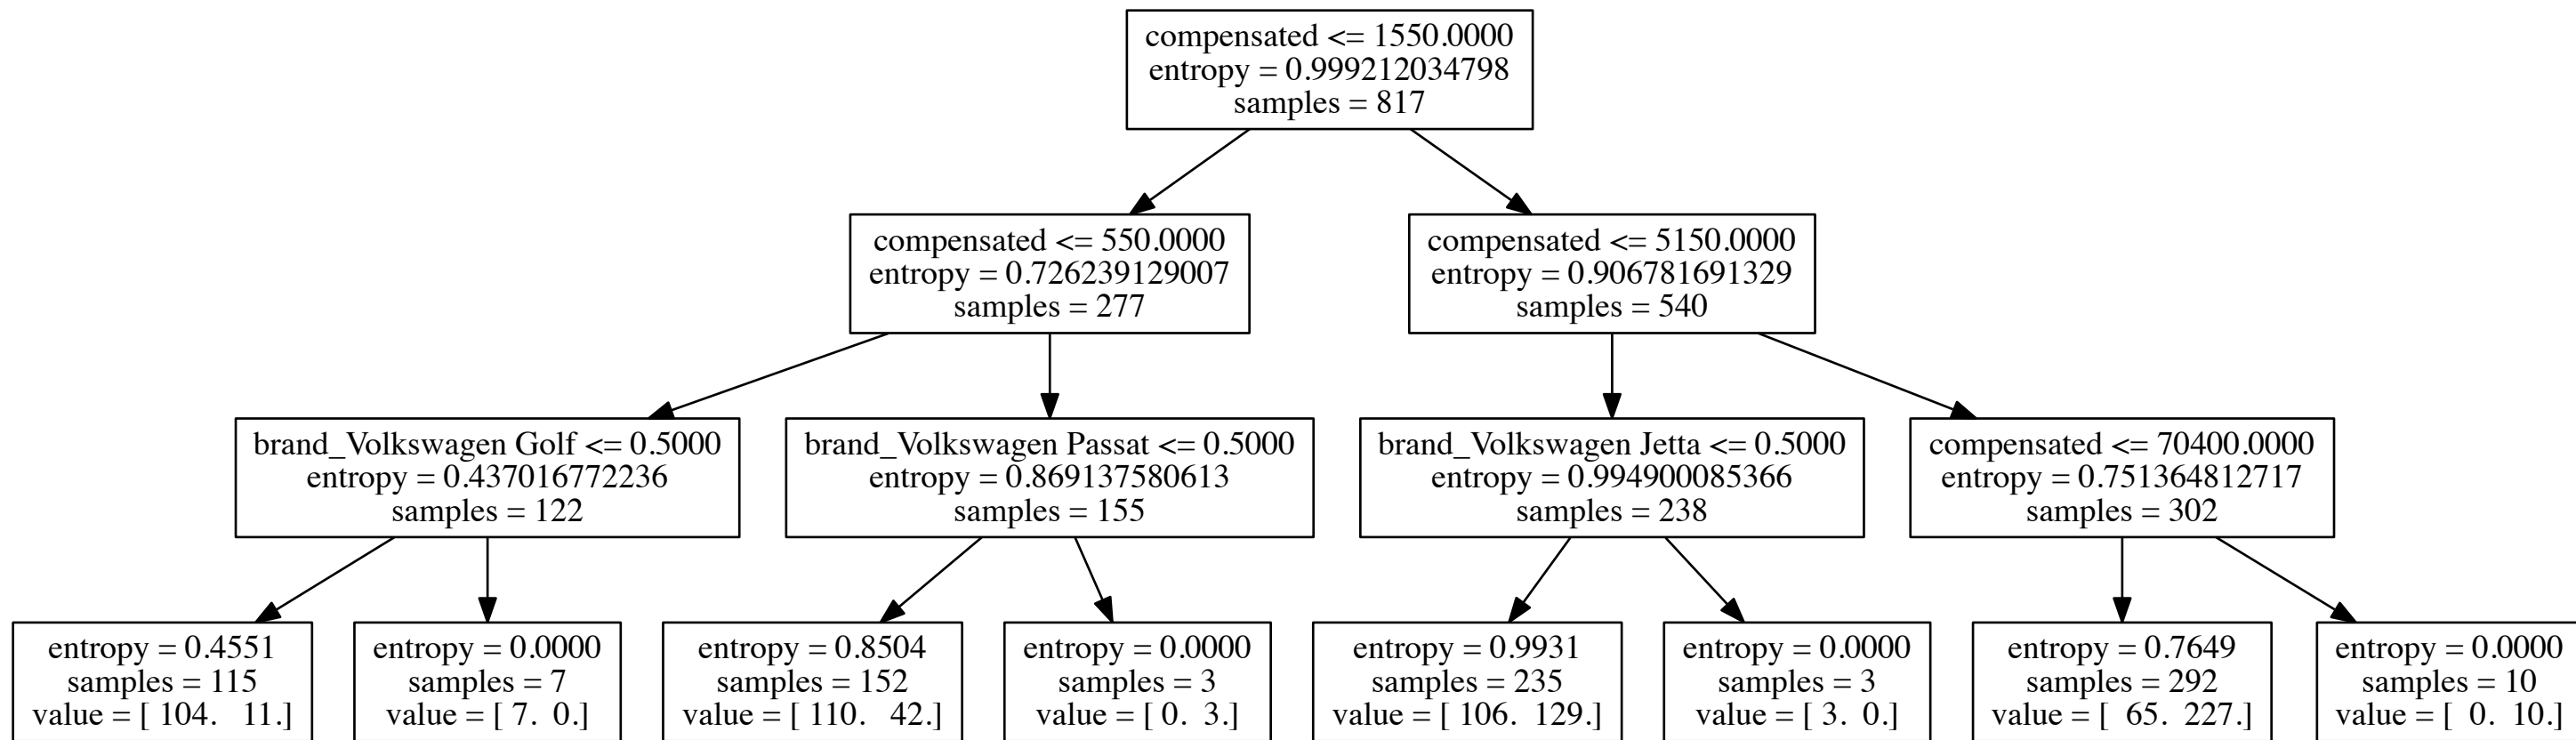 compensated <= 1550.0000
entropy = 0.999212034798
samples = 817
compensated <= 550.0000
entropy = 0.726239129007
samples = 277
compensated <= 5150.0000
entropy = 0.906781691329
samples = 540
brand_Volkswagen Golf <= 0.5000
entropy = 0.437016772236
samples = 122
brand_Volkswagen Passat <= 0.5000
entropy = 0.869137580613
samples = 155
brand_Volkswagen Jetta <= 0.5000
entropy = 0.994900085366
samples = 238
compensated <= 70400.0000
entropy = 0.751364812717
samples = 302
entropy = 0.4551
samples = 115
value = [ 104.   11.]
entropy = 0.0000
samples = 7
value = [ 7.  0.]
entropy = 0.8504
samples = 152
value = [ 110.   42.]
entropy = 0.0000
samples = 3
value = [ 0.  3.]
entropy = 0.9931
samples = 235
value = [ 106.  129.]
entropy = 0.0000
samples = 3
value = [ 3.  0.]
entropy = 0.7649
samples = 292
value = [  65.  227.]
entropy = 0.0000
samples = 10
value = [  0.  10.]